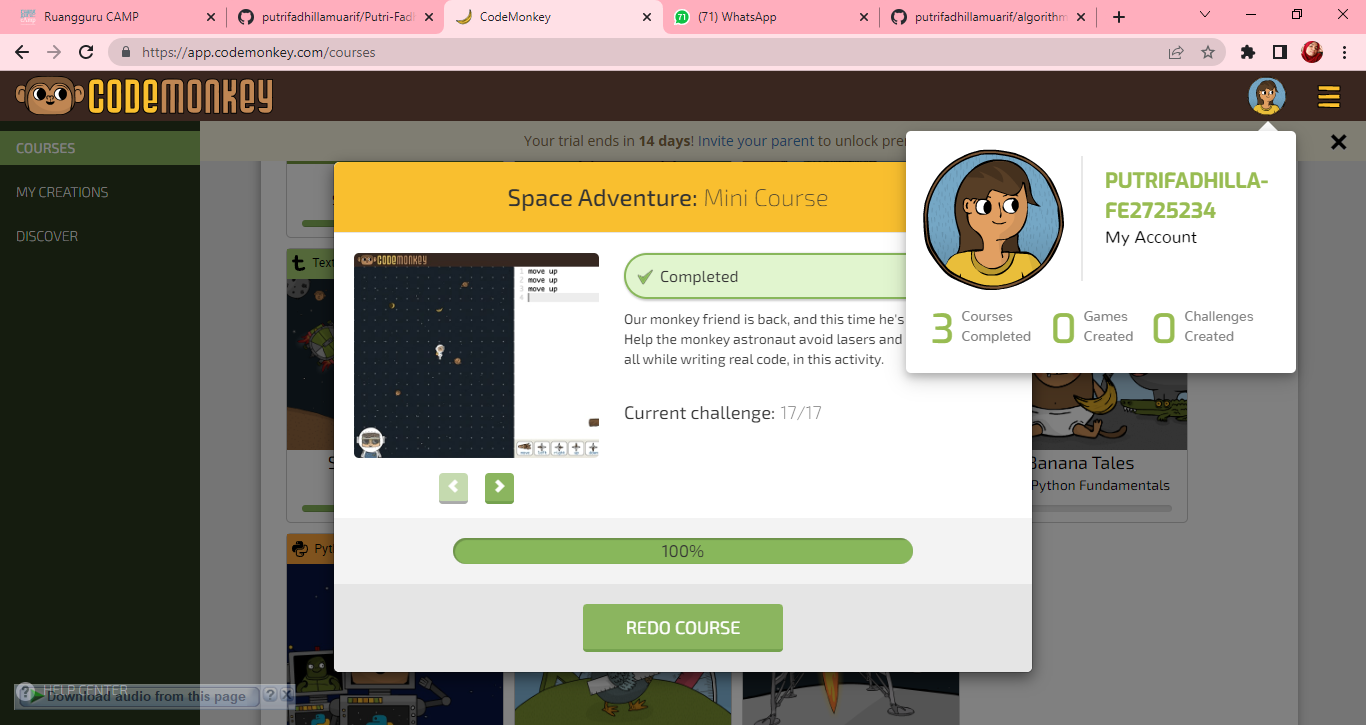 Ruangguru CAMP
putrifadhillamuarif/Putri-Fadh
CodeMonkey
(71) WhatsApp
putrifadhillamuarif/algorithm
https://app.codemonkey.com/courses
CODEMONKEY
COURSES
MY CREATIONS
DISCOVER
HELP CENTER
Download audio from this page
Your trial ends in 14 days! Invite your parent to unlock
Space Adventure: Mini Course
CODEMONKEY
1 move up
2 move up
3 move up
4
Completed
Our monkey friend is back, and this time he's
Help the monkey astronaut avoid lasers and
all while writing real code, in this activity.
Current challenge: 17/17
100%
REDO COURSE
PUTRIFADHILLA-
FE2725234
My Account
3 Courses Completed
0 Games Created
0 Challenges Created
Text
Banana Tales
Python Fundamentals